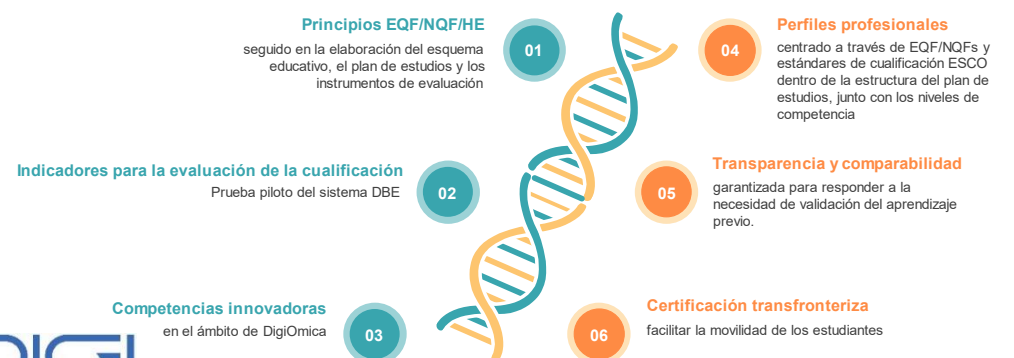 Principios EQF/NQF/HE
seguido en la elaboración del esquema
educativo, el plan de estudios y los
instrumentos de evaluación
01
Indicadores para la evaluación de la cualificación
Prueba piloto del sistema DBE
02
Competencias innovadoras
en el ámbito de DigiOmica
03
04
Perfiles profesionales
centrado a través de EQF/NQFs y
estándares de cualificación ESCO
dentro de la estructura del plan de
estudios, junto con los niveles de
competencia
05
Transparencia y comparabilidad
garantizada para responder a la
necesidad de validación del aprendizaje
previo.
06
Certificación transfronteriza
facilitar la movilidad de los estudiantes
DIGI